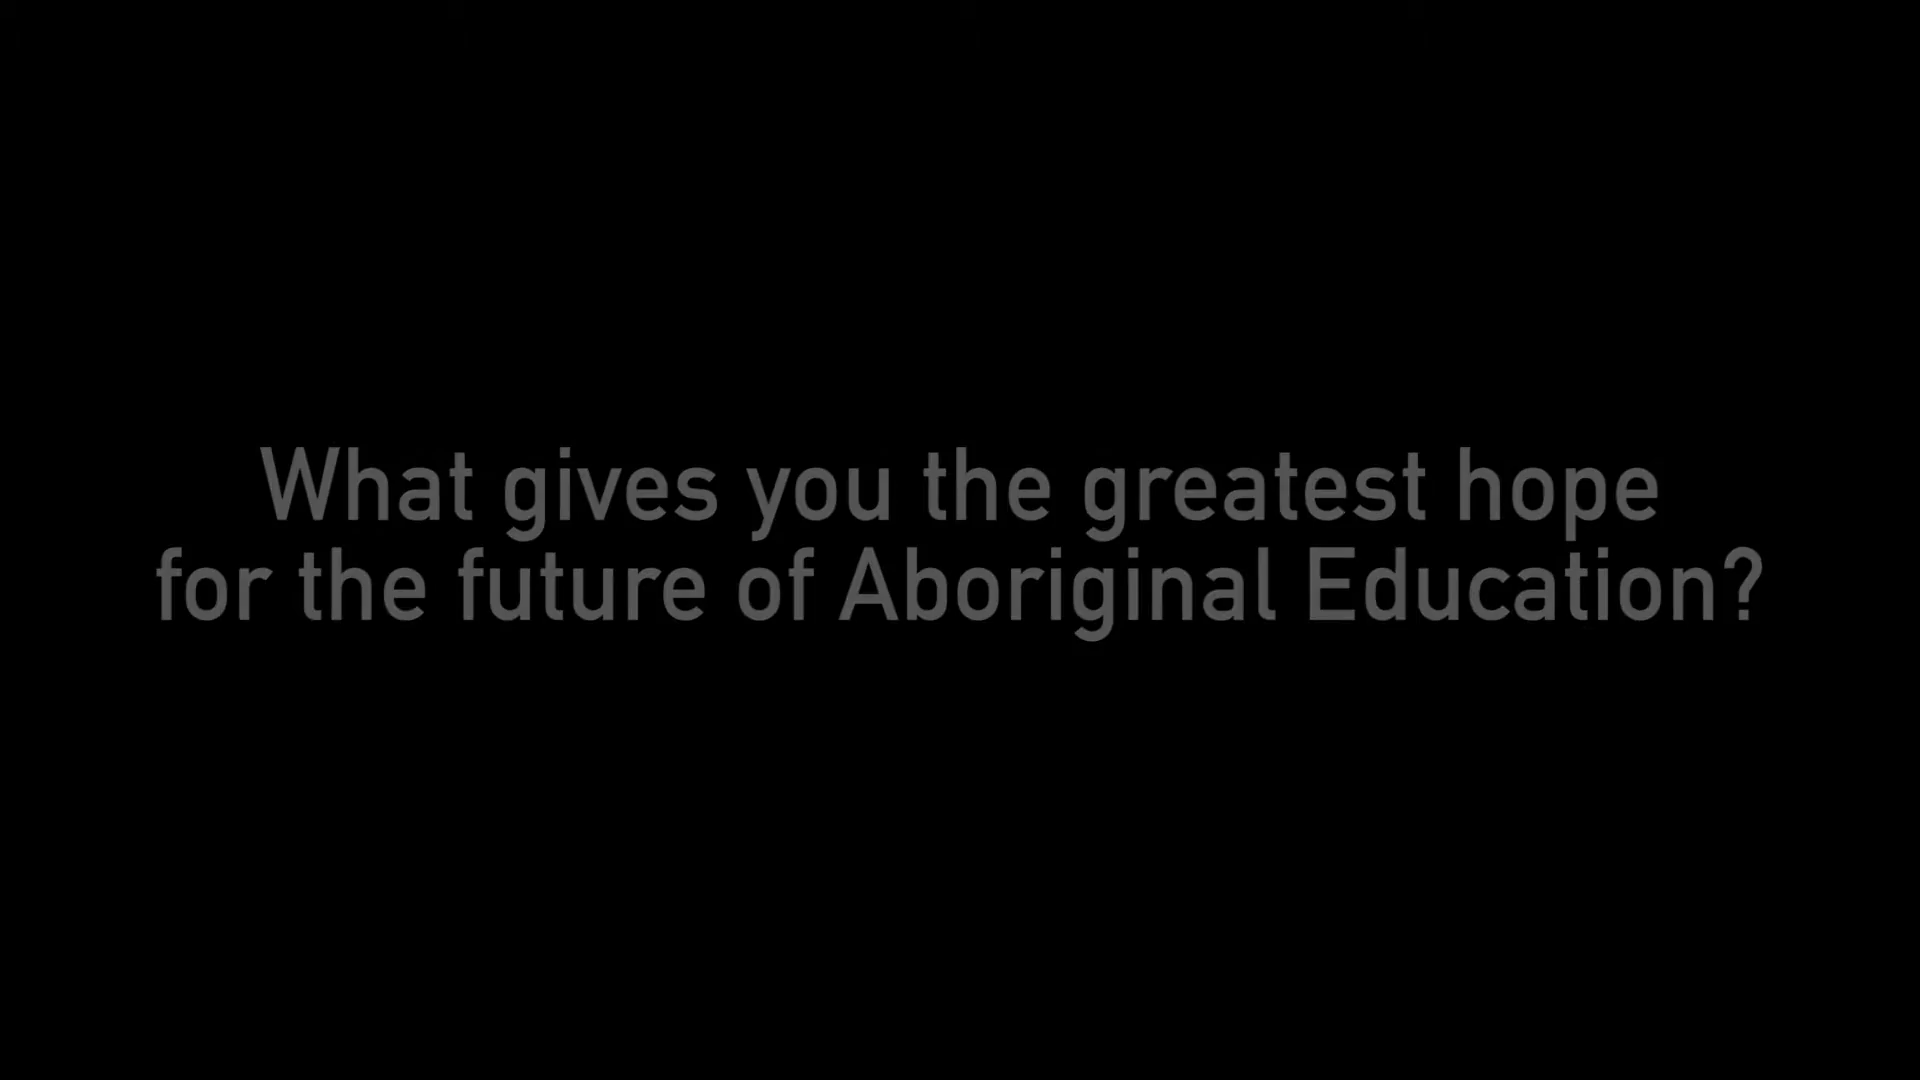 What gives you the greatest hope
for the future of Aboriginal Education?